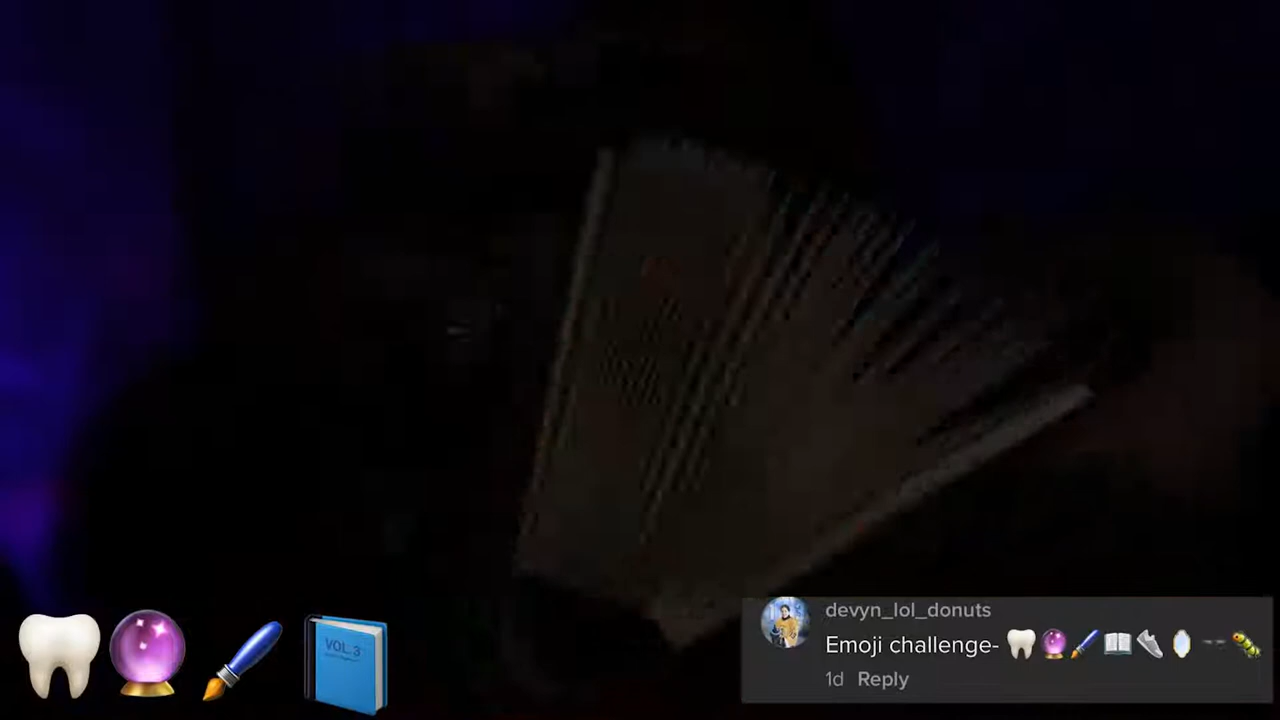 devyn_lol_donuts
Emoji challenge- 🦷🔮🖌️📖👟🪞🕶️🐛
1d Reply
VOL.3